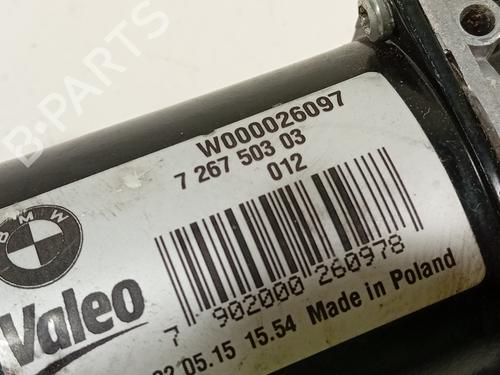 B-PARTS
W000026097
7 267 503 03
012
BMW
Valeo
7 902000 260978
22.05.15 15.54 Made in Poland